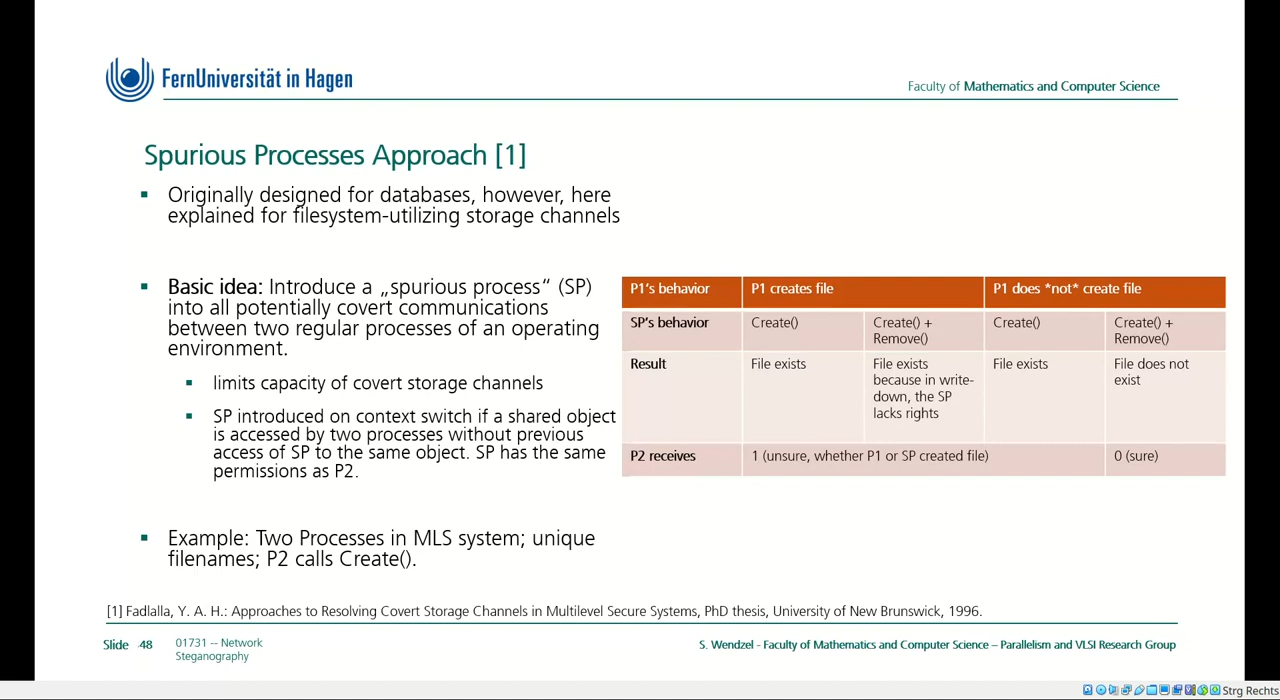 FernUniversität in Hagen
Faculty of Mathematics and Computer Science
Spurious Processes Approach [1]
Originally designed for databases, however, here
explained for filesystem-utilizing storage channels
Basic idea: Introduce a „spurious process“ (SP)
into all potentially covert communications
between two regular processes of an operating
environment.
limits capacity of covert storage channels
SP introduced on context switch if a shared object
is accessed by two processes without previous
access of SP to the same object. SP has the same
permissions as P2.
Example: Two Processes in MLS system; unique
filenames; P2 calls Create().
P1's behavior P1 creates file P1 does *not* create file
SP's behavior Create() Create() + Create() Create() +
Remove() Remove()
Result File exists File exists File exists File does not
because in write- exist
down, the SP
lacks rights
P2 receives 1 (unsure, whether P1 or SP created file) 0 (sure)
[1] Fadlalla, Y. A. H.: Approaches to Resolving Covert Storage Channels in Multilevel Secure Systems, PhD thesis, University of New Brunswick, 1996.
Slide 48 01731 -- Network
Steganography
S. Wendzel - Faculty of Mathematics and Computer Science – Parallelism and VLSI Research Group
Strg Rechts